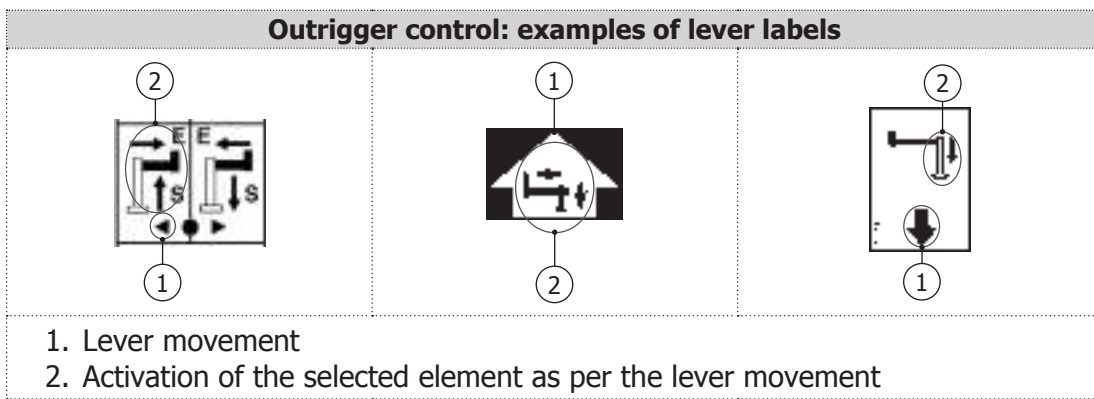 Outrigger control: examples of lever labels
2 1 2
E E
S S
1 2 1
1. Lever movement
2. Activation of the selected element as per the lever movement